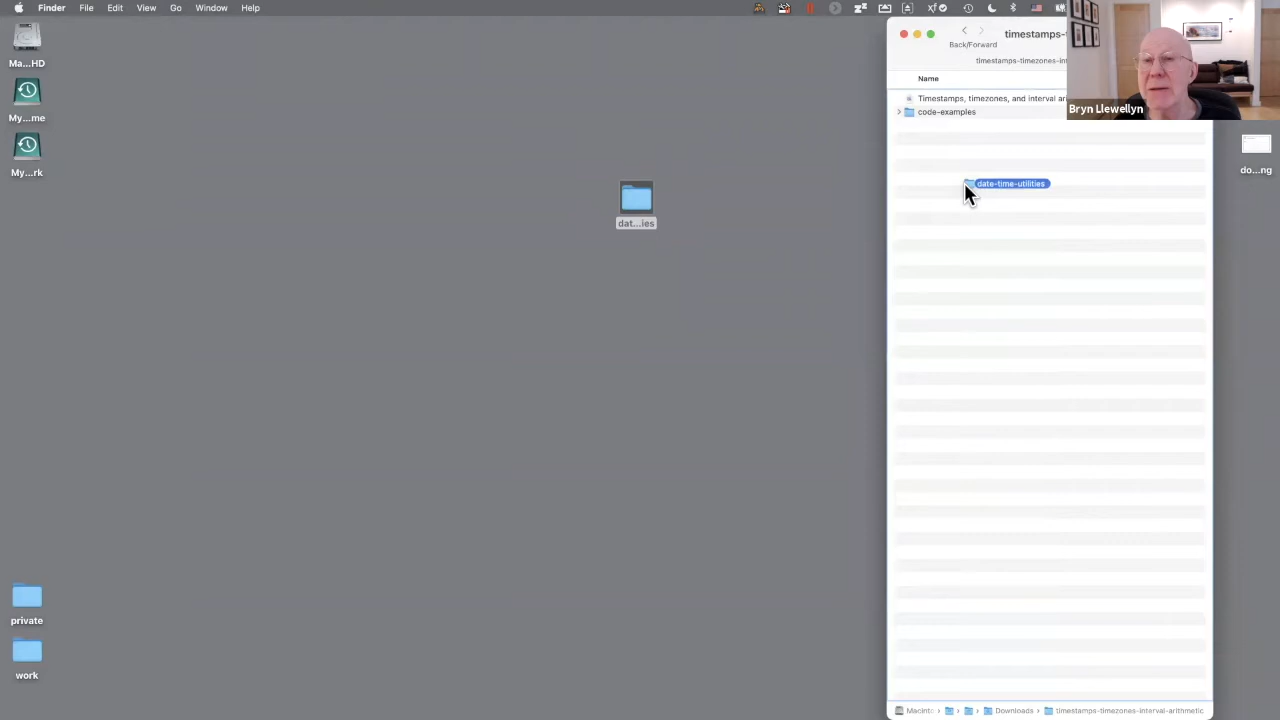 Finder File Edit View Go Window Help
Ma...HD
My...me
My...rk
dat...ies
private
work
Back/Forward
timestamps-t
timestamps-timezones-in
Name
Timestamps, timezones, and interval ar
code-examples
date-time-utilities
Bryn Llewellyn
do...ng
Downloads › timestamps-timezones-interval-arithmetic